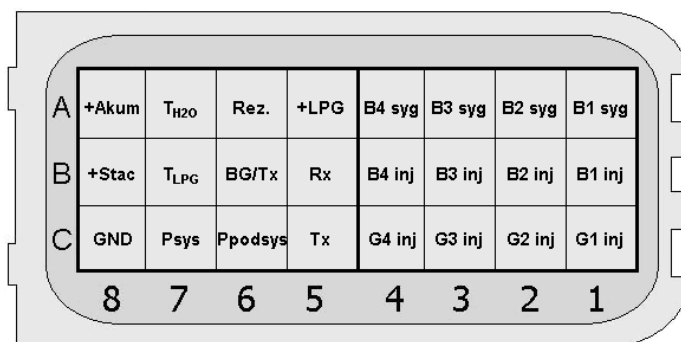 A +Akum T_H2O Rez. +LPG B4 syg B3 syg B2 syg B1 syg
B +Stac T_LPG BG/Tx Rx B4 inj B3 inj B2 inj B1 inj
C GND Psys Ppodsys Tx G4 inj G3 inj G2 inj G1 inj
8 7 6 5 4 3 2 1